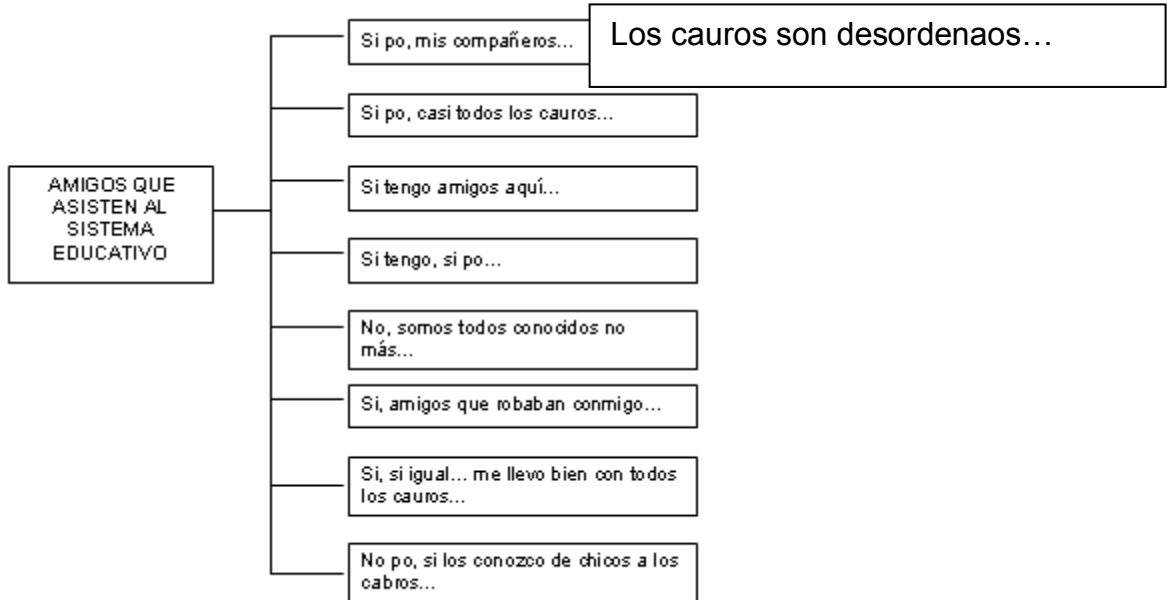 Si po, mis compañeros...
Los cauros son desordenaos...
Si po, casi todos los cauros...
AMIGOS QUE
ASISTEN AL
SISTEMA
EDUCATIVO
Si tengo amigos aquí...
Si tengo, si po...
No, somos todos conocidos no
más...
Si, amigos que robaban conmigo...
Si, si igual... me llevo bien con todos
los cauros...
No po, si los conozco de chicos a los
cabros...